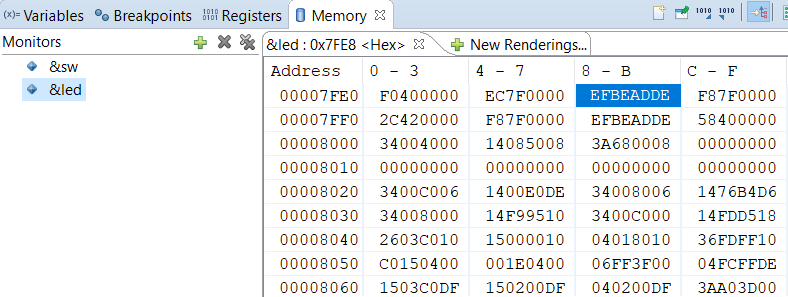 (x)= Variables Breakpoints 1010 0101 Registers Memory
Monitors
&sw
&led
&led : 0x7FE8 <Hex> New Renderings...
Address 0 - 3 4 - 7 8 - B C - F
00007FE0 F0400000 EC7F0000 EFBEADDE F87F0000
00007FF0 2C420000 F87F0000 EFBEADDE 58400000
00008000 34004000 14085008 3A680008 00000000
00008010 00000000 00000000 00000000 00000000
00008020 3400C006 1400E0DE 34008006 1476B4D6
00008030 34008000 14F99510 3400C000 14FDD518
00008040 2603C010 15000010 04018010 36FDFF10
00008050 C0150400 001E0400 06FF3F00 04FCFFDE
00008060 1503C0DF 150200DF 040200DF 3AA03D00